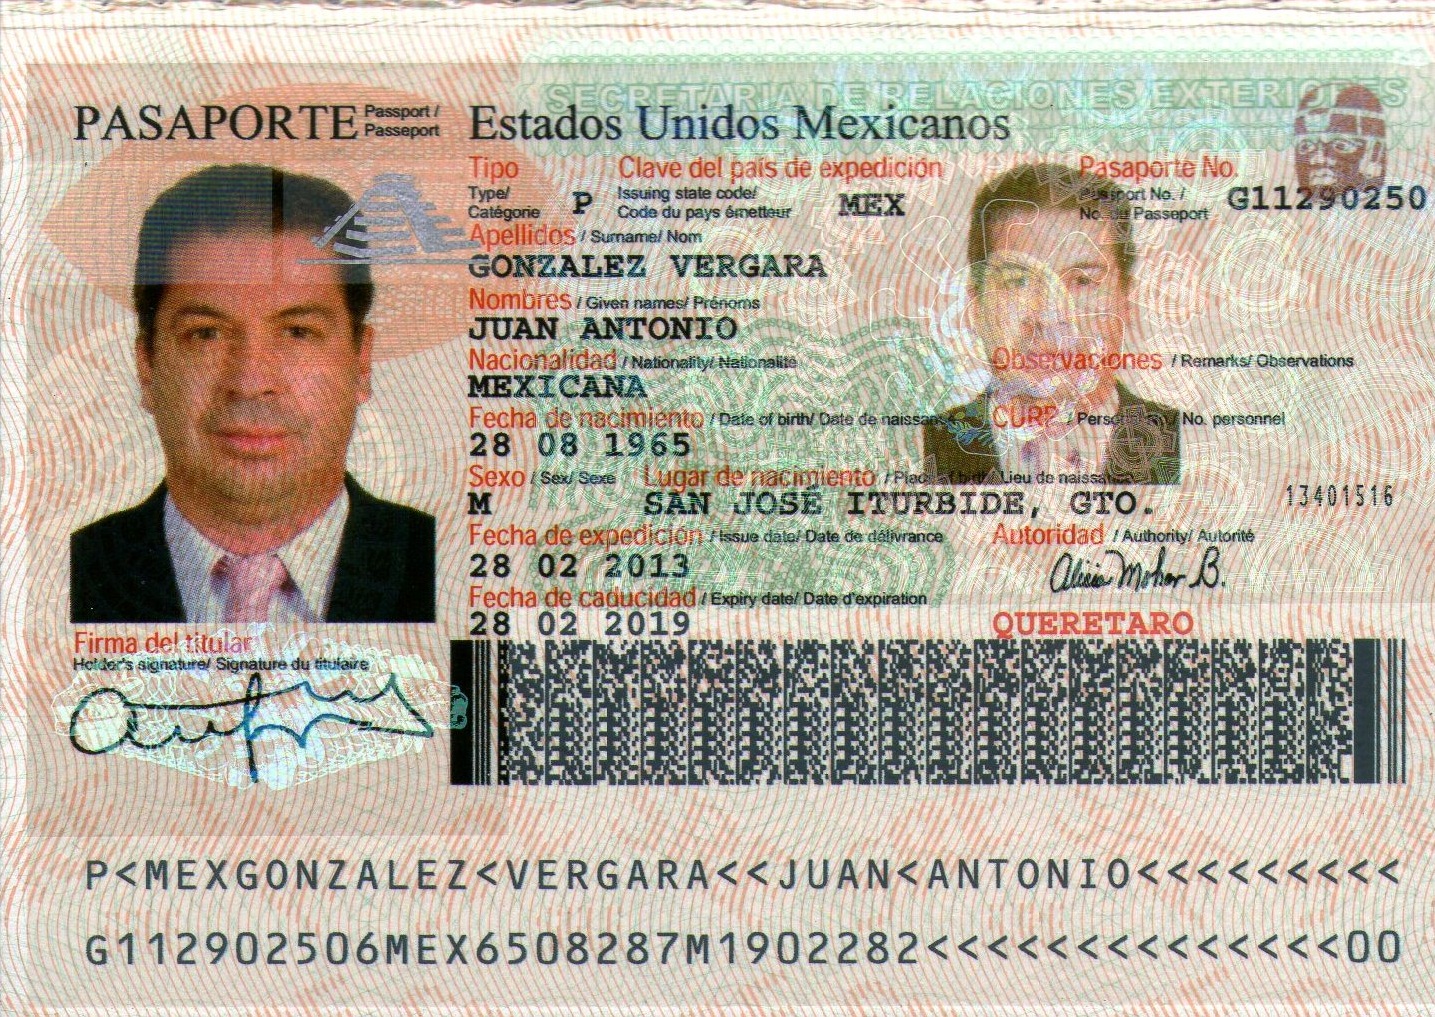 SECRETARIA DE RELACIONES EXTERIORES
PASAPORTE Passport / Passeport Estados Unidos Mexicanos
Tipo Clave del país de expedición Pasaporte No.
Type/ Catégorie P Issuing state code/ Code du pays émetteur MEX Passport No. / No. du Passeport G11290250
Apellidos / Surname/ Nom
GONZALEZ VERGARA
Nombres / Given names/ Prénoms
JUAN ANTONIO
Nacionalidad / Nationality/ Nationalité Observaciones / Remarks/ Observations
MEXICANA
Fecha de nacimiento / Date of birth/ Date de naissance CURP / Personal No. No. personnel
28 08 1965
Sexo / Sex/ Sexe Lugar de nacimiento / Place of birth/ Lieu de naissance
M SAN JOSÉ ITURBIDE, GTO. 13401516
Fecha de expedición / Issue date/ Date de délivrance Autoridad / Authority/ Autorité
28 02 2013
Fecha de caducidad / Expiry date/ Date d'expiration
28 02 2019 QUERETARO
Firma del titular
Holder's signature/ Signature du titulaire
P<MEXGONZALEZ<VERGARA<<JUAN<ANTONIO<<<<<<<<<
G112902506MEX6508287M1902282<<<<<<<<<<<<<<00